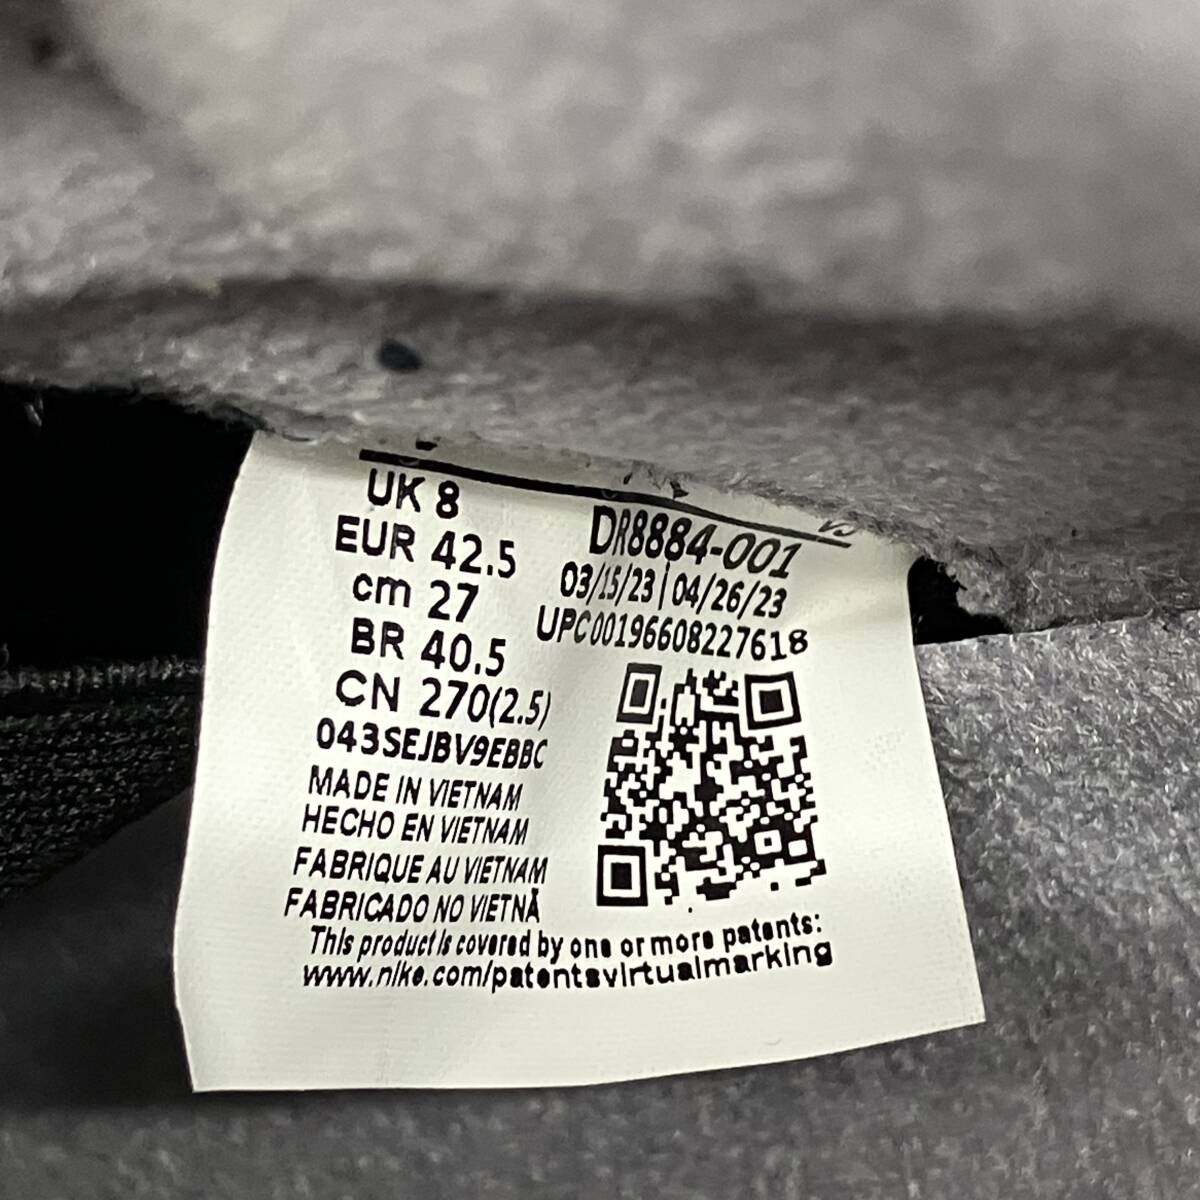 UK 8
EUR 42.5
cm 27
BR 40.5
CN 270(2.5)
043SEJBV9EBBC
MADE IN VIETNAM
HECHO EN VIETNAM
FABRIQUE AU VIETNAM
FABRICADO NO VIETNÃ
DR8884-001
03/15/23|04/26/23
UPC00196608227618
This product is covered by one or more patents:
www.nike.com/patentsvirtualmarking